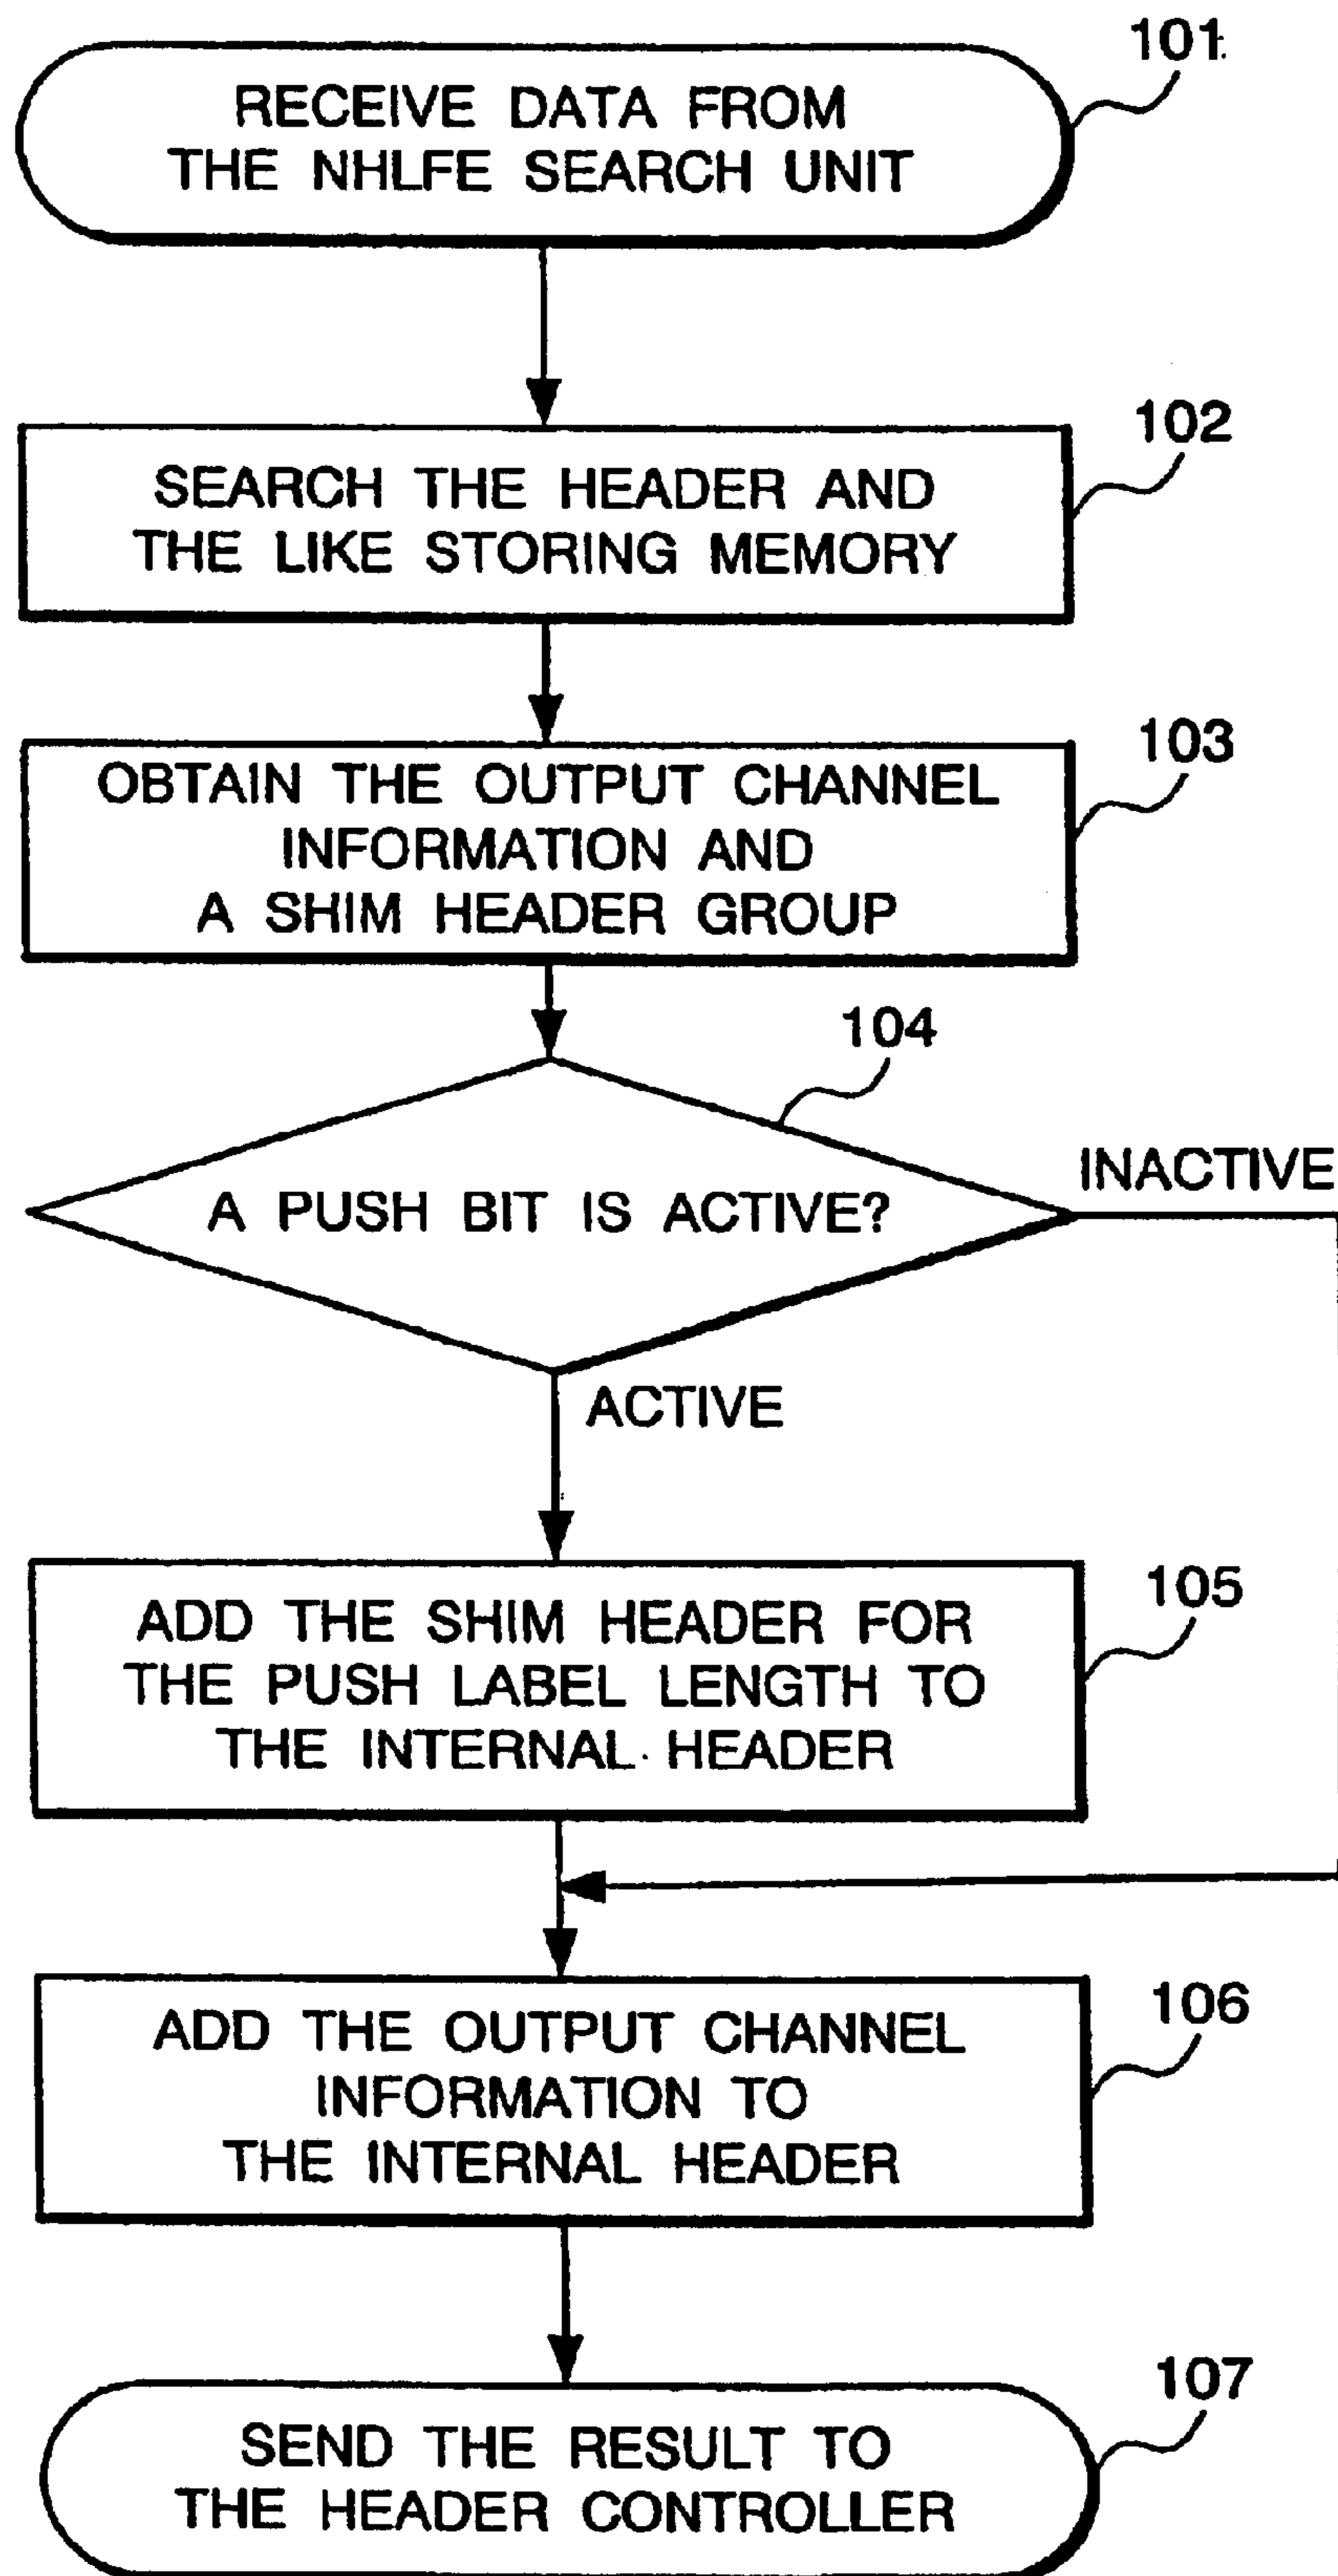 101
RECEIVE DATA FROM
THE NHLFE SEARCH UNIT
102
SEARCH THE HEADER AND
THE LIKE STORING MEMORY
103
OBTAIN THE OUTPUT CHANNEL
INFORMATION AND
A SHIM HEADER GROUP
104
A PUSH BIT IS ACTIVE?
INACTIVE
ACTIVE
105
ADD THE SHIM HEADER FOR
THE PUSH LABEL LENGTH TO
THE INTERNAL HEADER
106
ADD THE OUTPUT CHANNEL
INFORMATION TO
THE INTERNAL HEADER
107
SEND THE RESULT TO
THE HEADER CONTROLLER